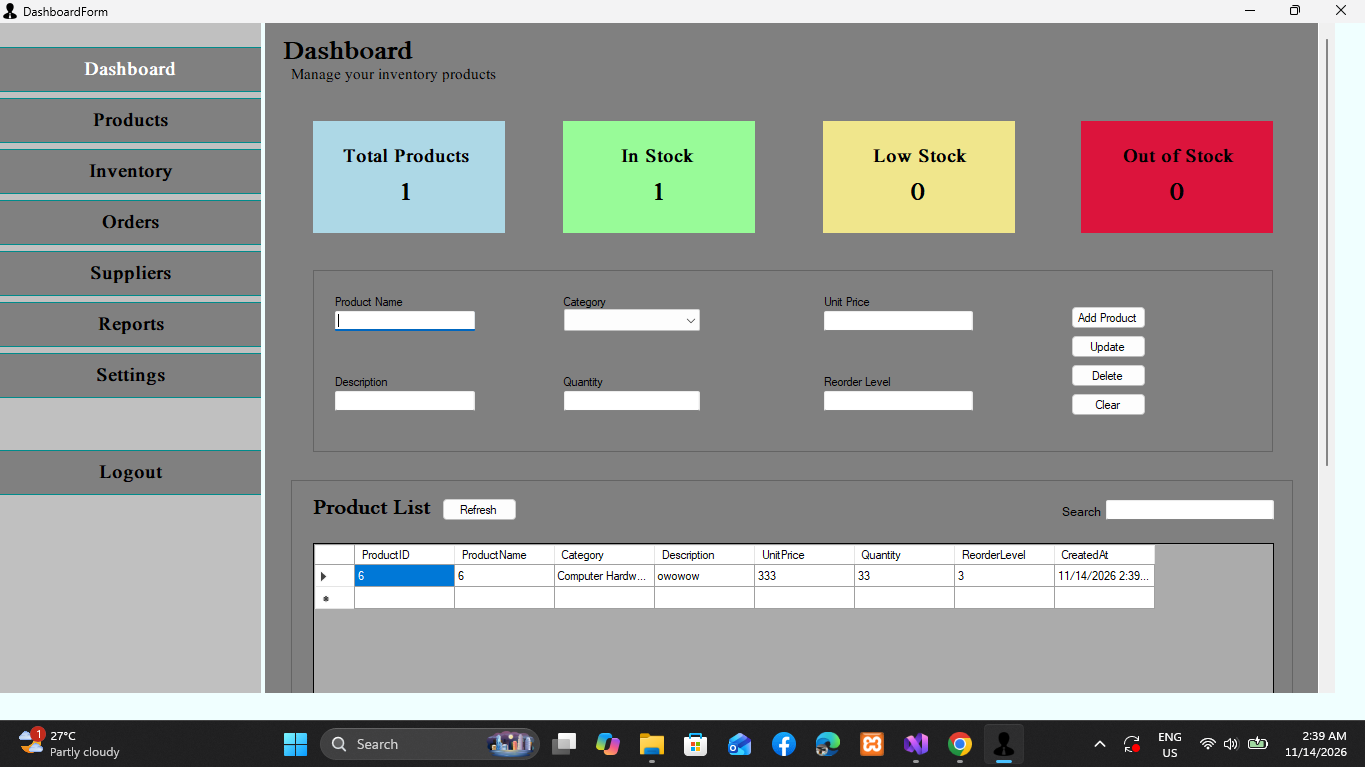 DashboardForm
Dashboard
Products
Inventory
Orders
Suppliers
Reports
Settings
Logout
Dashboard
Manage your inventory products
Total Products
1
In Stock
1
Low Stock
0
Out of Stock
0
Product Name
Category
Unit Price
Description
Quantity
Reorder Level
Add Product
Update
Delete
Clear
Product List
Refresh
Search
ProductID ProductName Category Description UnitPrice Quantity ReorderLevel CreatedAt
6 6 Computer Hardw... owowow 333 33 3 11/14/2026 2:39...
1
27°C
Partly cloudy
Search
ENG
US
2:39 AM
11/14/2026